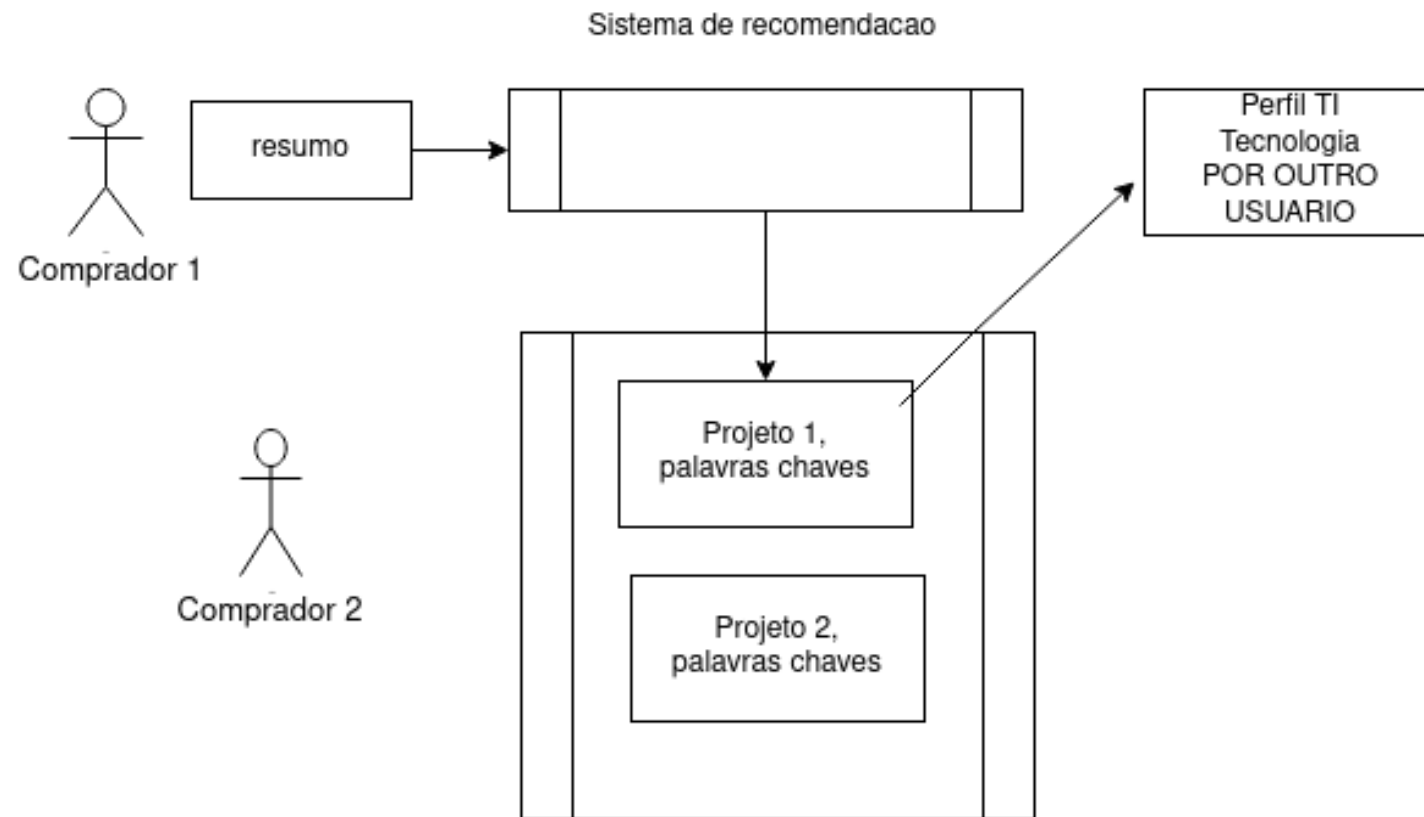 Sistema de recomendacao
resumo
Perfil TI
Tecnologia
POR OUTRO
USUARIO
Comprador 1
Projeto 1,
palavras chaves
Comprador 2
Projeto 2,
palavras chaves